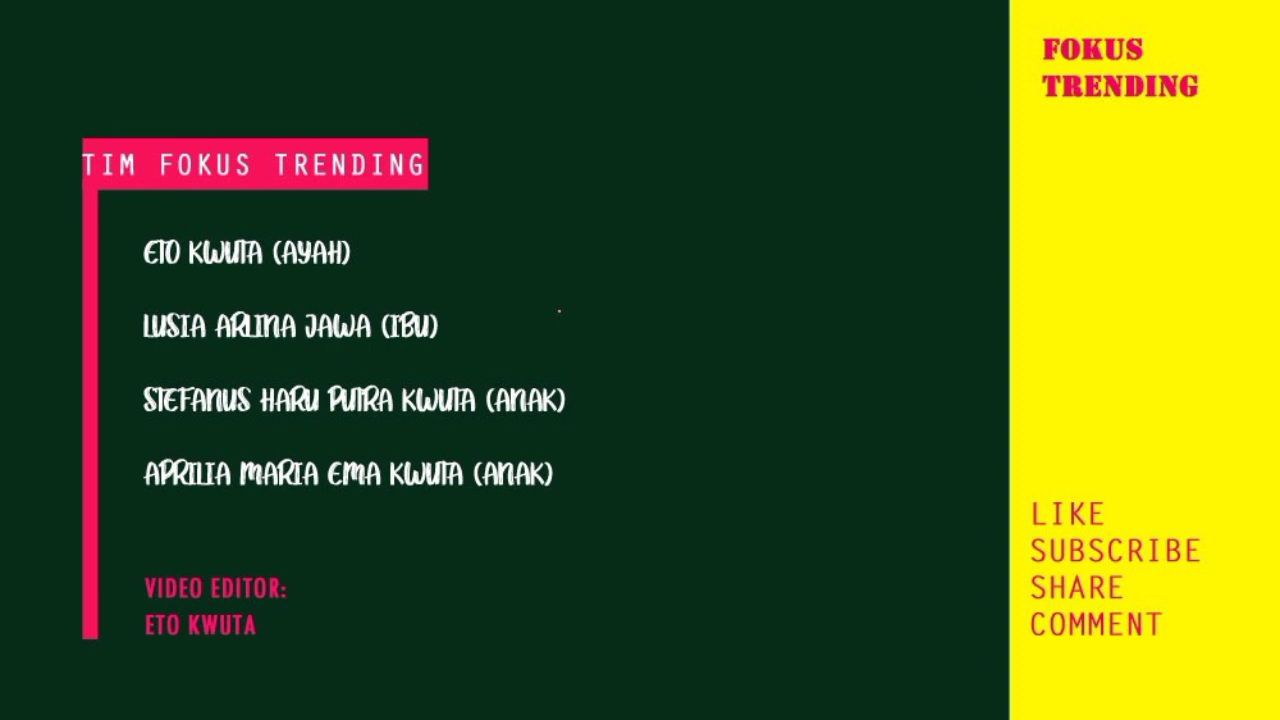 TIM FOKUS TRENDING
ETO KWUTA (AYAH)
LUSIA ARLINA JAWA (IBU)
STEFANUS HARU PUTRA KWUTA (ANAK)
APRILIA MARIA EMA KWUTA (ANAK)
VIDEO EDITOR:
ETO KWUTA
FOKUS
TRENDING
LIKE
SUBSCRIBE
SHARE
COMMENT